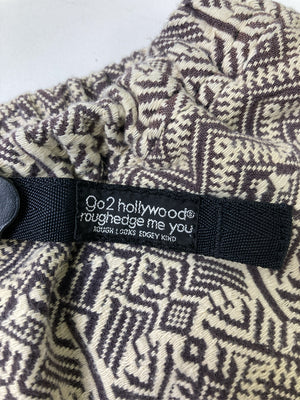 go2 hollywood®
roughedge me you
ROUGH LOOKS EDGEY KIND